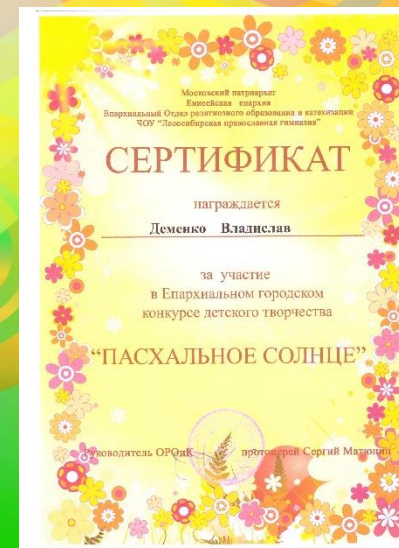 Московский патриархат
Енисейская епархия
Епархиальный Отдел религиозного образования и катехизации
ЧОУ "Лесосибирская православная гимназия"
СЕРТИФИКАТ
награждается
Деменко Владислав
за участие
в Епархиальном городском
конкурсе детского творчества
"ПАСХАЛЬНОЕ СОЛНЦЕ"
Руководитель ОРОиК протоиерей Сергий Матюнин